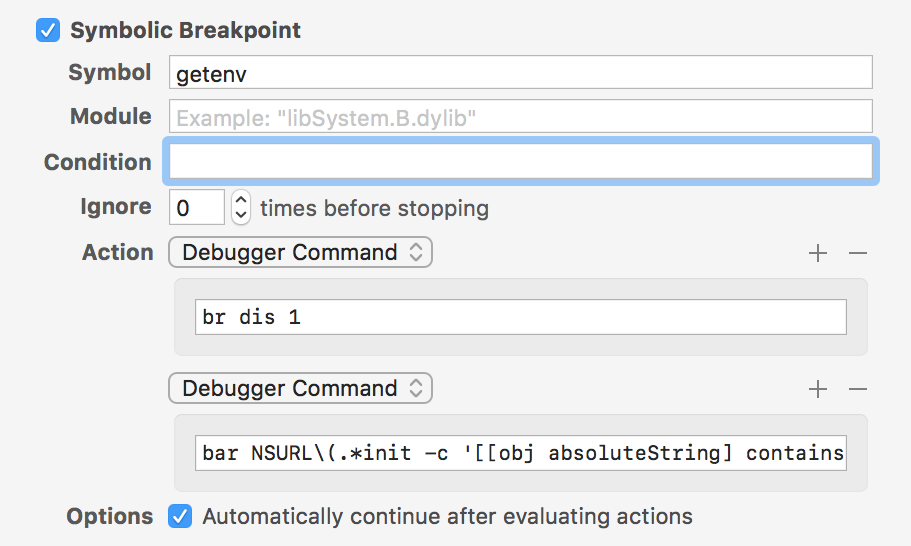 Symbolic Breakpoint
Symbol getenv
Module Example: "libSystem.B.dylib"
Condition
Ignore 0 times before stopping
Action Debugger Command
br dis 1
Debugger Command
bar NSURL\(.*init -c '[[obj absoluteString] contains
Options Automatically continue after evaluating actions